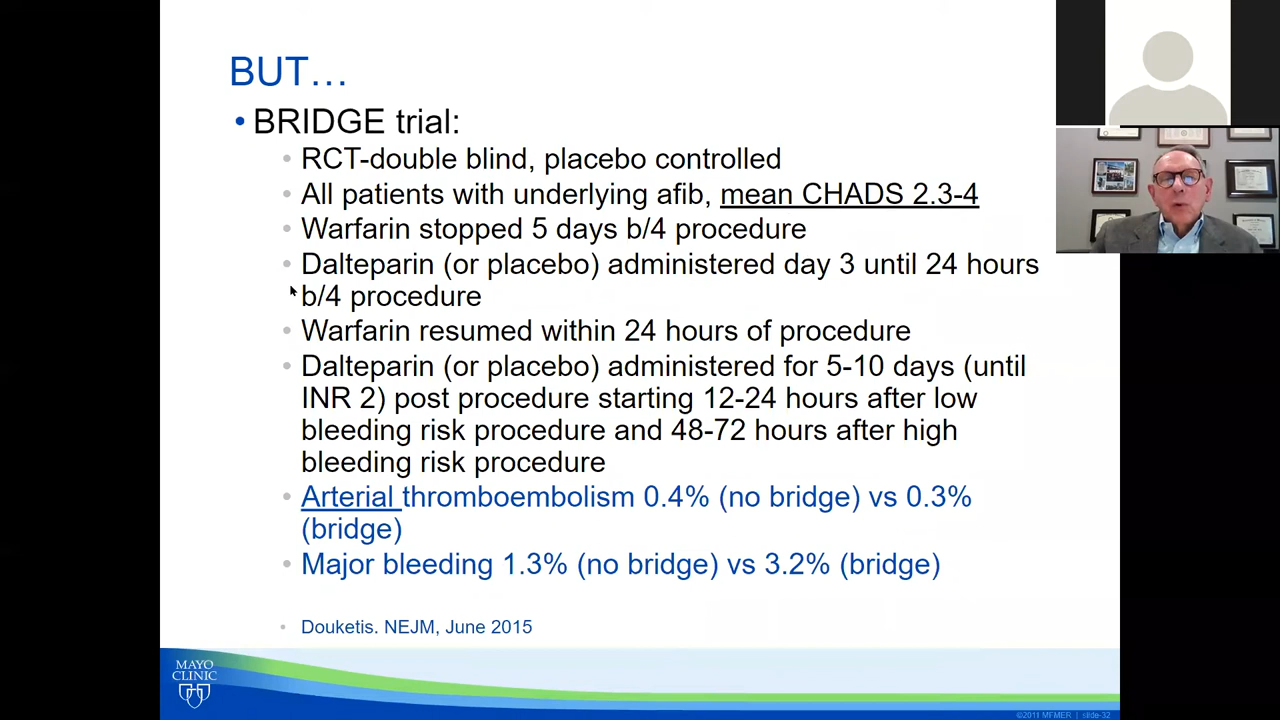 BUT…
• BRIDGE trial:
• RCT-double blind, placebo controlled
• All patients with underlying afib, mean CHADS 2.3-4
• Warfarin stopped 5 days b/4 procedure
• Dalteparin (or placebo) administered day 3 until 24 hours
b/4 procedure
• Warfarin resumed within 24 hours of procedure
• Dalteparin (or placebo) administered for 5-10 days (until
INR 2) post procedure starting 12-24 hours after low
bleeding risk procedure and 48-72 hours after high
bleeding risk procedure
• Arterial thromboembolism 0.4% (no bridge) vs 0.3%
(bridge)
• Major bleeding 1.3% (no bridge) vs 3.2% (bridge)
• Douketis. NEJM, June 2015
MAYO
CLINIC
©2011 MFMER | slide-32